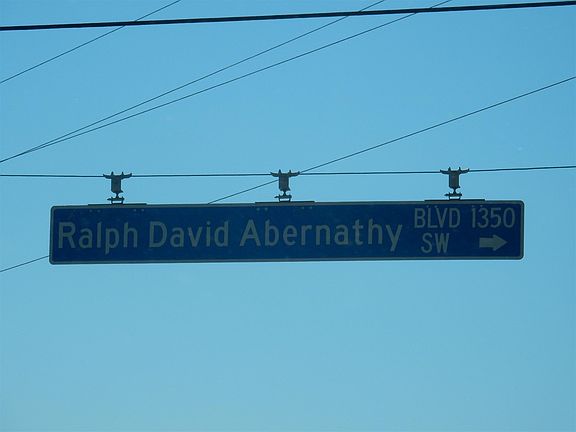 Ralph David Abernathy BLVD 1350
SW →